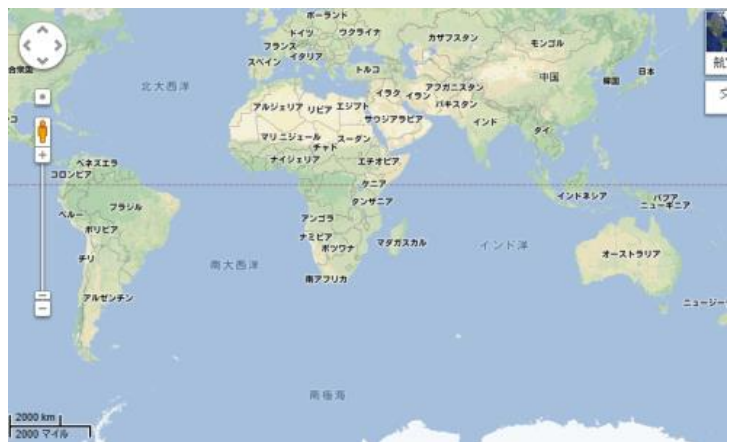 ポーランド
ドイツ
ウクライナ
カザフスタン
フランス
イタリア
モンゴル
スペイン
トルコ
日本
合衆国
中国
韓国
北大西洋
イラク
イラン
アフガニスタン
パキスタン
アルジェリア
リビア
エジプト
サウジアラビア
インド
タイ
マリ
ニジェール
スーダン
チャド
ナイジェリア
エチオピア
ベネズエラ
コロンビア
ケニア
インドネシア
パプア
ニューギニア
タンザニア
ペルー
ブラジル
アンゴラ
ボリビア
ナミビア
ボツワナ
マダガスカル
インド洋
オーストラリア
チリ
南大西洋
南アフリカ
アルゼンチン
ニュージー
南極海
2000 km
2000 マイル